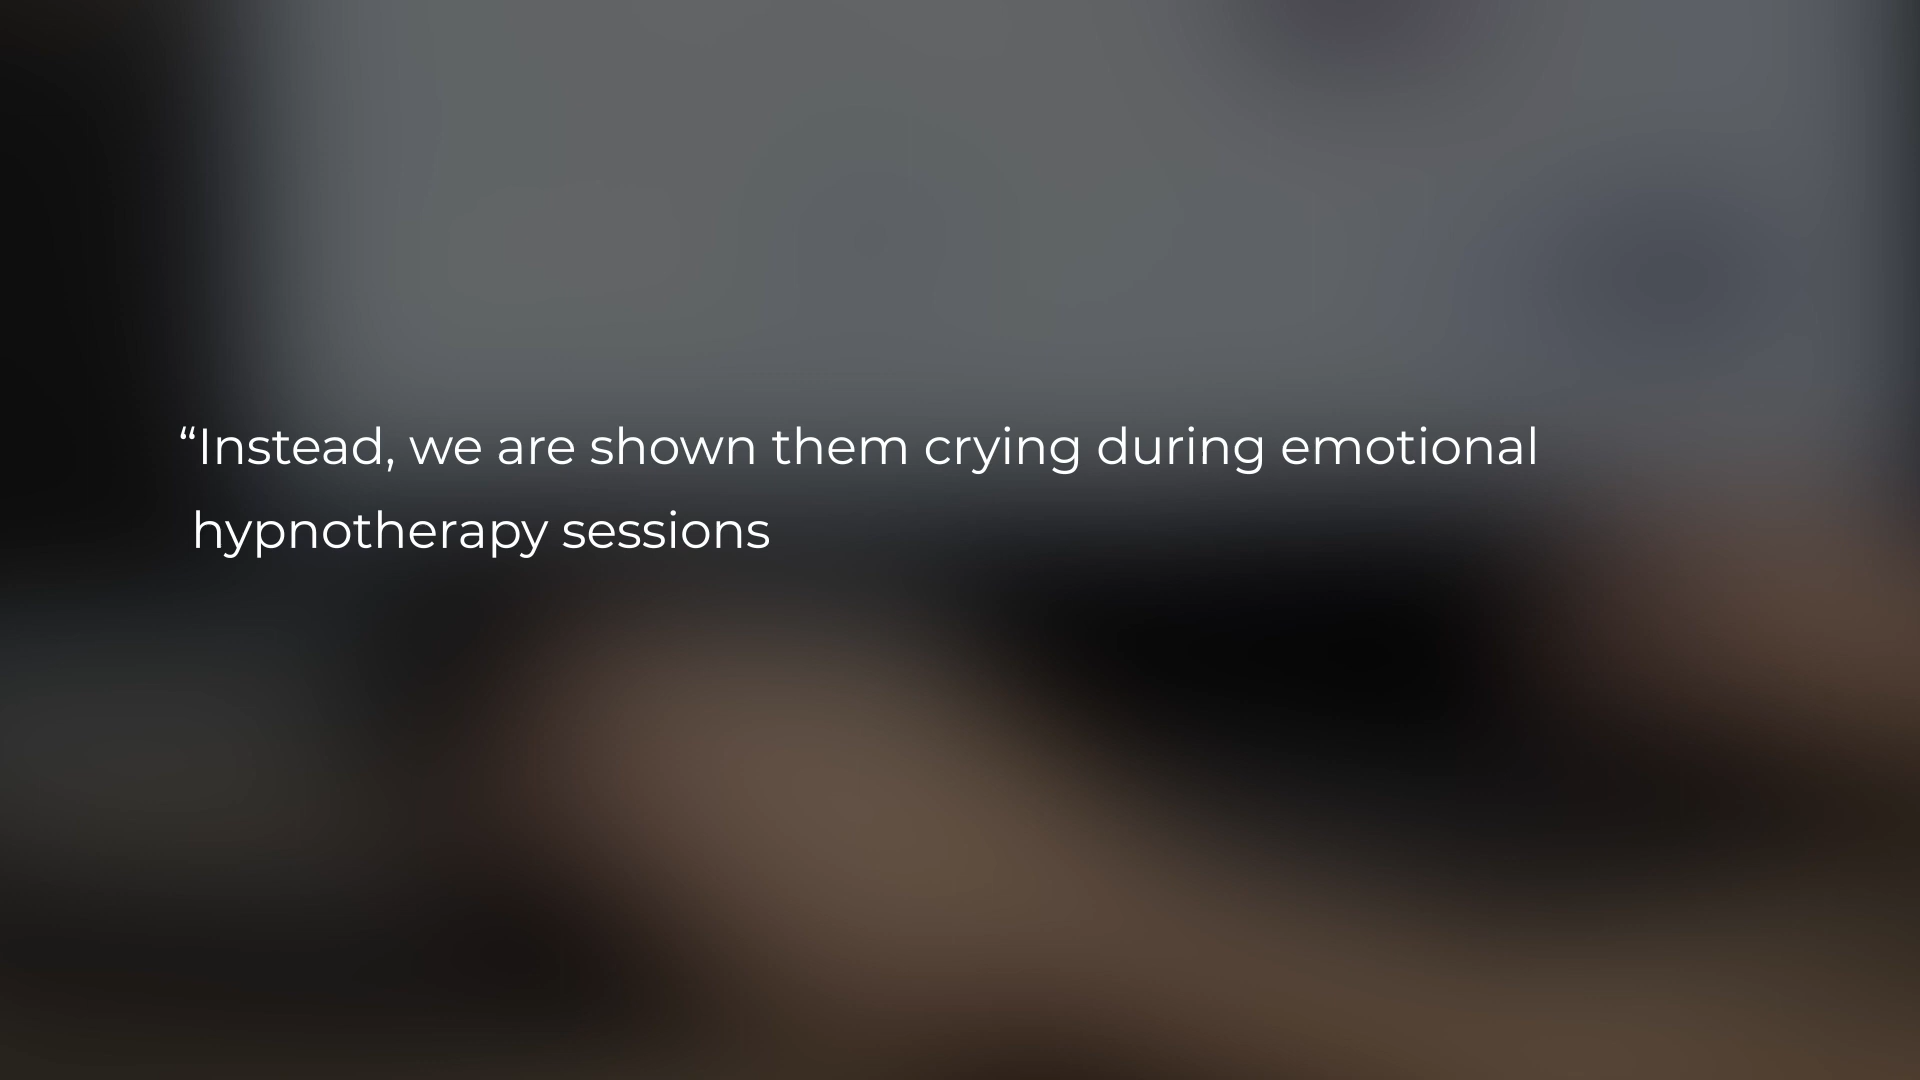 “Instead, we are shown them crying during emotional
hypnotherapy sessions